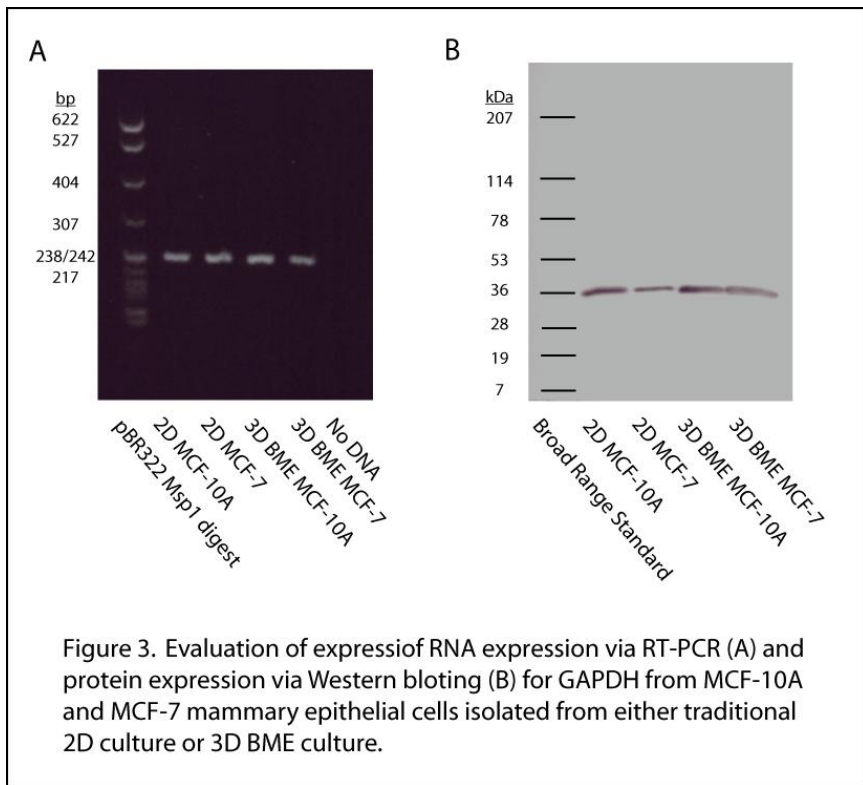 A
bp
622
527
404
307
238/242
217
pBR322 Msp1 digest
2D MCF-10A
2D MCF-7
3D BME MCF-10A
3D BME MCF-7
No DNA
B
kDa
207
114
78
53
36
28
19
7
Broad Range Standard
2D MCF-10A
2D MCF-7
3D BME MCF-10A
3D BME MCF-7
Figure 3. Evaluation of expressiof RNA expression via RT-PCR (A) and
protein expression via Western bloting (B) for GAPDH from MCF-10A
and MCF-7 mammary epithelial cells isolated from either traditional
2D culture or 3D BME culture.